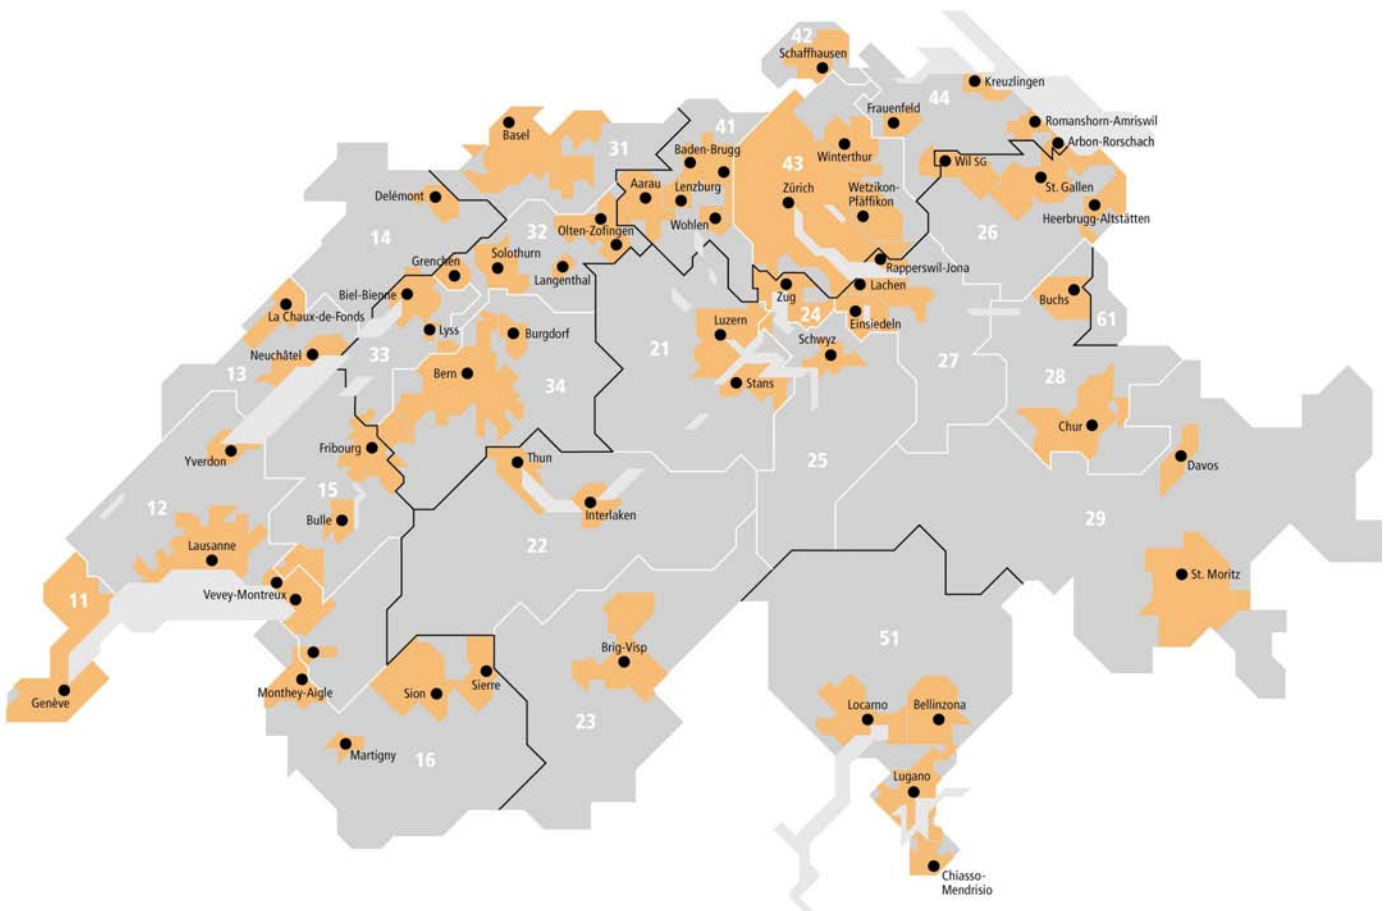 42
Schaffhausen
Kreuzlingen
44
Frauenfeld
Romanshorn-Amriswil
Arbon-Rorschach
Basel
31
41
Baden-Brugg
43
Winterthur
Wil SG
St. Gallen
Aarau
Lenzburg
Zürich
Wetzikon-
Pfäffikon
Heerbrugg-Altstätten
Delémont
Wohlen
14
32
Olten-Zofingen
26
Solothurn
Grenchen
Langenthal
Rapperswil-Jona
Biel-Bienne
Zug
Lachen
Buchs
La Chaux-de-Fonds
24
Einsiedeln
61
Lyss
Burgdorf
Luzern
Schwyz
21
27
Neuchâtel
33
13
Bern
34
Stans
28
Chur
Fribourg
Yverdon
Thun
25
Davos
15
12
Bulle
Interlaken
29
Lausanne
22
St. Moritz
11
Vevey-Montreux
51
Brig-Visp
Genève
Monthey-Aigle
Sion
Sierre
Locarno
Bellinzona
23
Martigny
16
Lugano
Chiasso-
Mendrisio